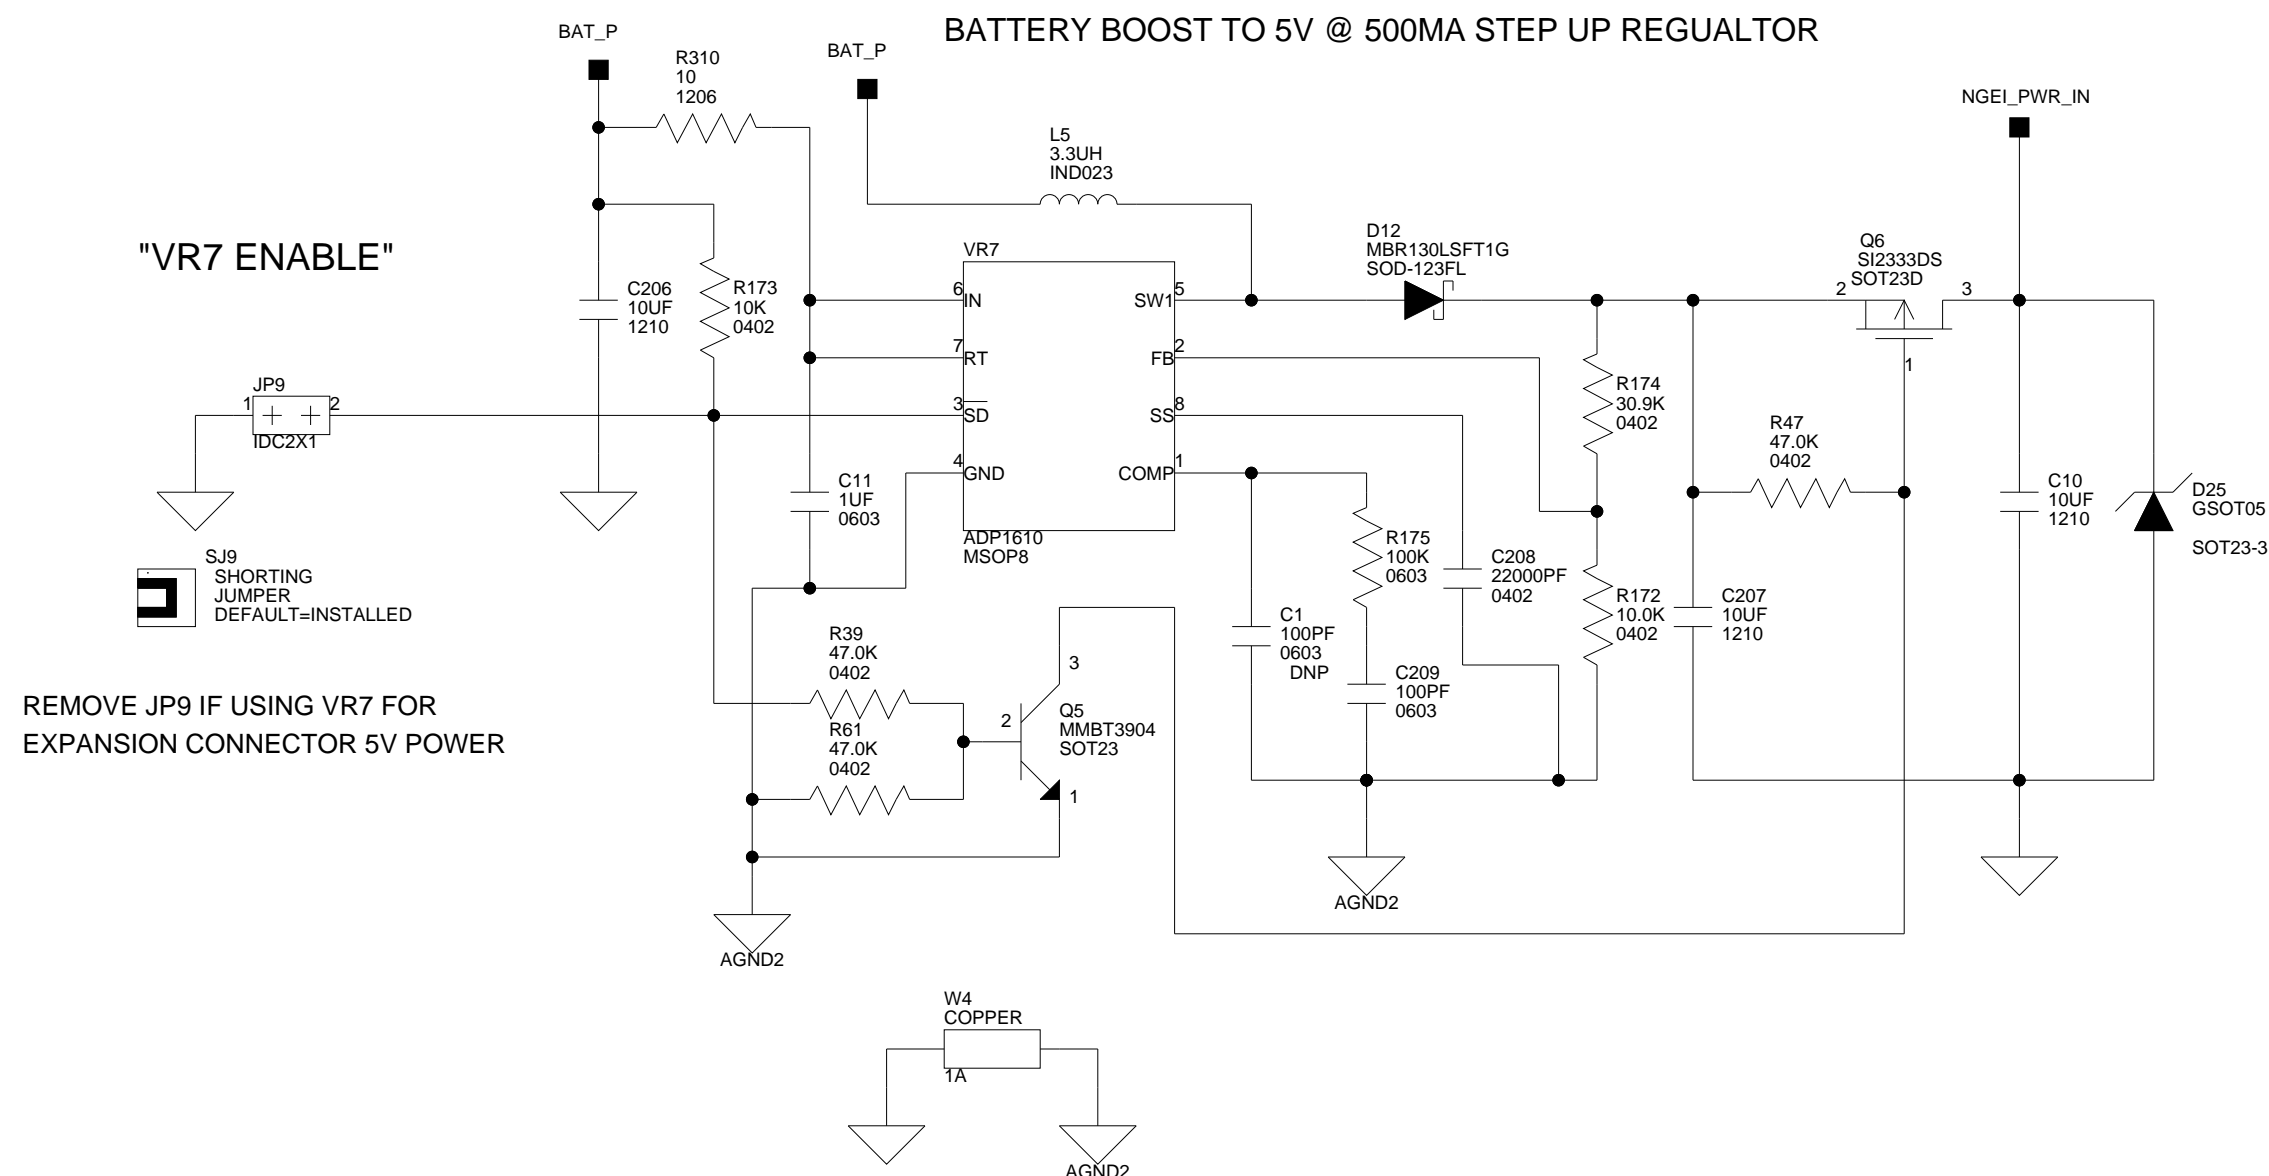 BATTERY BOOST TO 5V @ 500MA STEP UP REGUALTOR
BAT_P
R310
10
1206
BAT_P
L5
3.3UH
IND023
NGEI_PWR_IN
"VR7 ENABLE"
C206
10UF
1210
R173
10K
0402
VR7
6
IN
7
RT
3
SD
4
GND
SW1
5
FB
2
SS
8
COMP
1
ADP1610
MSOP8
D12
MBR130LSFT1G
SOD-123FL
Q6
SI2333DS
SOT23D
2
3
1
JP9
1
2
IDC2X1
R174
30.9K
0402
R47
47.0K
0402
C11
1UF
0603
C10
10UF
1210
D25
GSOT05
SOT23-3
SJ9
SHORTING
JUMPER
DEFAULT=INSTALLED
R175
100K
0603
C208
22000PF
0402
R172
10.0K
0402
C207
10UF
1210
C1
100PF
0603
DNP
C209
100PF
0603
R39
47.0K
0402
R61
47.0K
0402
3
2
1
Q5
MMBT3904
SOT23
REMOVE JP9 IF USING VR7 FOR
EXPANSION CONNECTOR 5V POWER
AGND2
AGND2
W4
COPPER
1A
AGND2